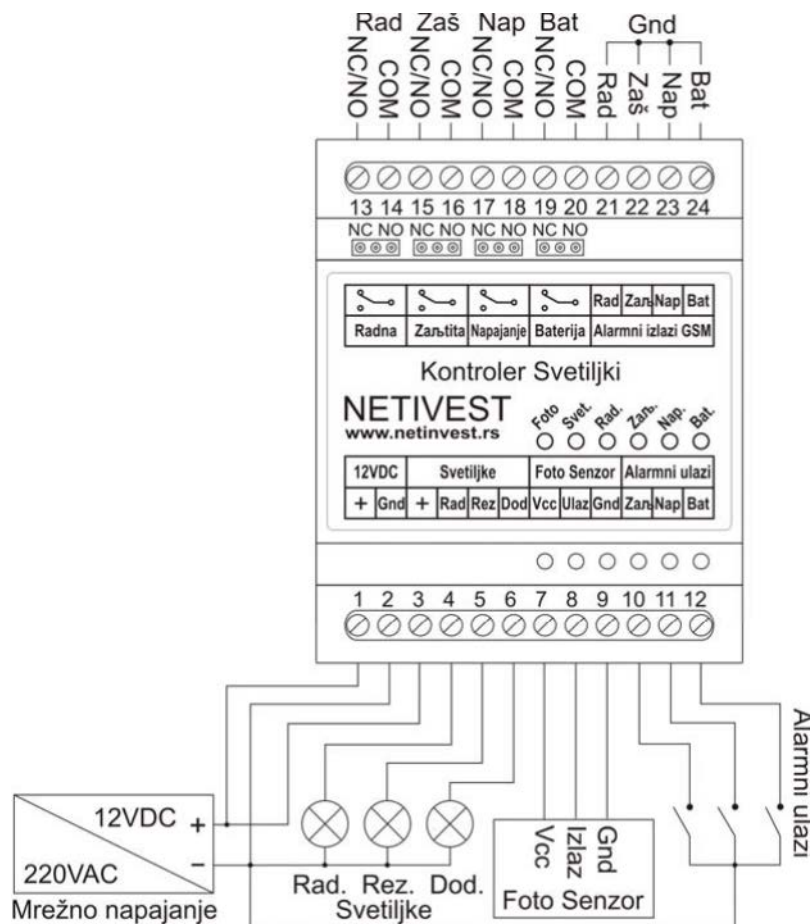 Rad Zaš Nap Bat Gnd
NC/NO COM NC/NO COM NC/NO COM NC/NO COM Rad Zaš Nap Bat
13 14 15 16 17 18 19 20 21 22 23 24
NC NO NC NO NC NO NC NO
Rad Zaљ Nap Bat
Radna Zaљtita Napajanje Baterija Alarmni izlazi GSM
Kontroler Svetiljki
NETIVEST
www.netinvest.rs
Foto Svet. Rad. Zaљ. Nap. Bat.
12VDC Svetiljke Foto Senzor Alarmni ulazi
+ Gnd + Rad Rez Dod Vcc Ulaz Gnd Zaљ Nap Bat
1 2 3 4 5 6 7 8 9 10 11 12
Alarmni ulazi
12VDC +
220VAC –
Mrežno napajanje
Rad. Rez. Dod.
Svetiljke
Vcc Izlaz Gnd
Foto Senzor